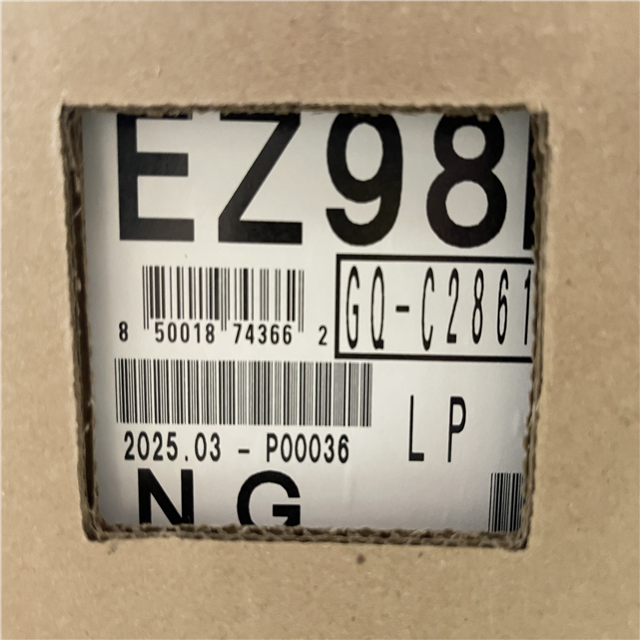 EZ98
8 50018 74366 2
GQ-C2861
2025.03 - P00036
LP
NG